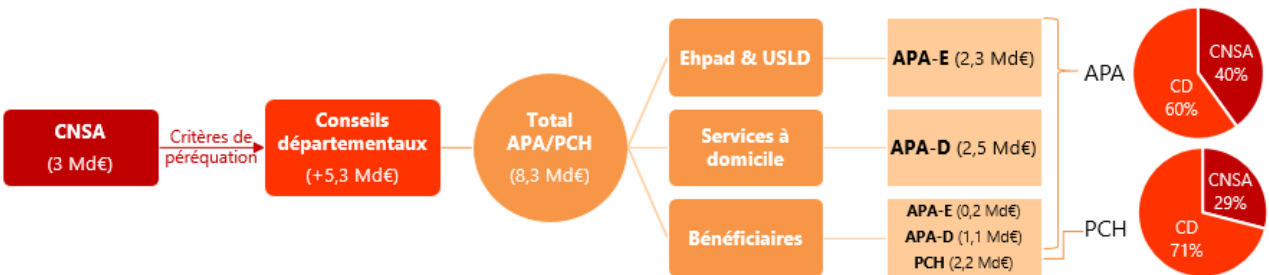 CNSA
(3 Md€)
Critères de
péréquation
Conseils
départementaux
(+5,3 Md€)
Total
APA/PCH
(8,3 Md€)
Ehpad & USLD
APA-E (2,3 Md€)
Services à
domicile
APA-D (2,5 Md€)
Bénéficiaires
APA-E (0,2 Md€)
APA-D (1,1 Md€)
PCH (2,2 Md€)
APA
CNSA
40%
CD
60%
PCH
CNSA
29%
CD
71%